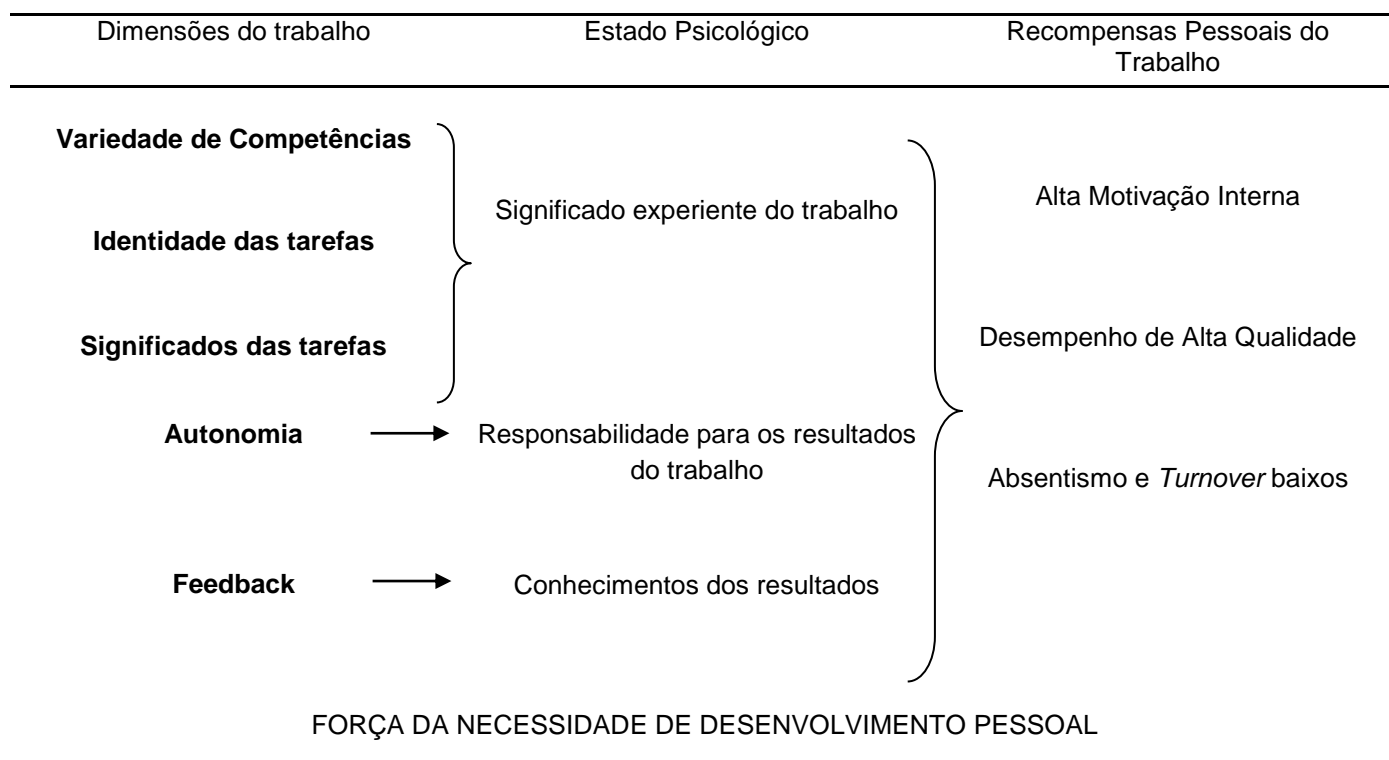 Dimensões do trabalho
Estado Psicológico
Recompensas Pessoais do
Trabalho
Variedade de Competências
Identidade das tarefas
Significados das tarefas
Significado experiente do trabalho
Alta Motivação Interna
Desempenho de Alta Qualidade
Autonomia
Responsabilidade para os resultados
do trabalho
Absentismo e Turnover baixos
Feedback
Conhecimentos dos resultados
FORÇA DA NECESSIDADE DE DESENVOLVIMENTO PESSOAL